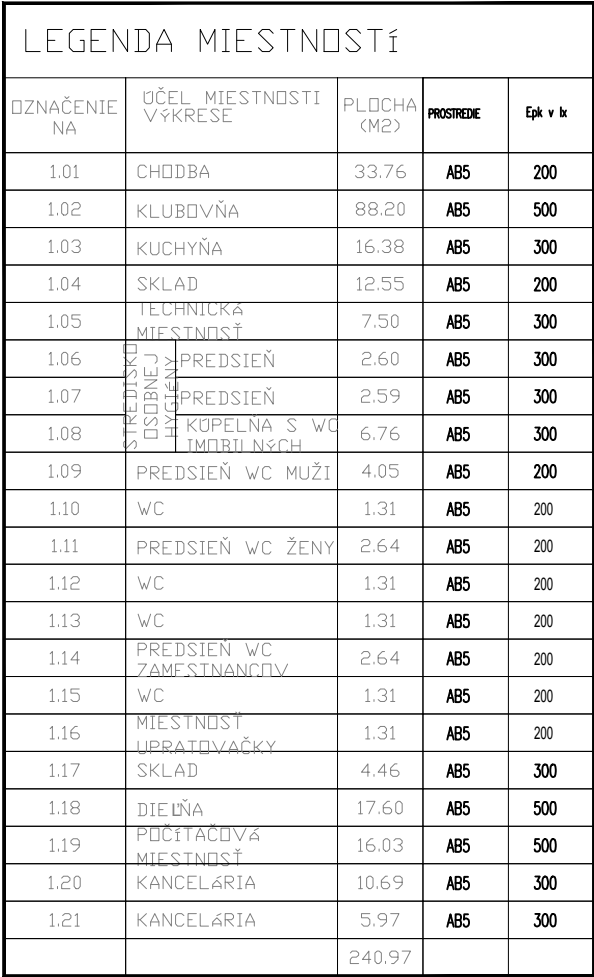 LEGENDA MIESTNOSTí
OZNAČENIE NA | ÚČEL MIESTNOSTI VÝKRESE | PLOCHA (M2) | PROSTREDIE | Epk v lx
1.01 CHODBA 33.76 AB5 200
1.02 KLUBOVŇA 88.20 AB5 500
1.03 KUCHYŇA 16.38 AB5 300
1.04 SKLAD 12.55 AB5 200
1.05 TECHNICKá MIESTNOSŤ 7.50 AB5 300
STREDISKO OSOBNEJ HYGIÉNY
1.06 PREDSIEŇ 2.60 AB5 300
1.07 PREDSIEŇ 2.59 AB5 300
1.08 KÚPELŇA S WC IMOBILNÝCH 6.76 AB5 300
1.09 PREDSIEŇ WC MUŽI 4.05 AB5 200
1.10 WC 1.31 AB5 200
1.11 PREDSIEŇ WC ŽENY 2.64 AB5 200
1.12 WC 1.31 AB5 200
1.13 WC 1.31 AB5 200
1.14 PREDSIEŇ WC ZAMESTNANCOV 2.64 AB5 200
1.15 WC 1.31 AB5 200
1.16 MIESTNOSŤ UPRATOVAČKY 1.31 AB5 200
1.17 SKLAD 4.46 AB5 300
1.18 DIEĽŇA 17.60 AB5 500
1.19 POČíTAČOVá MIESTNOSŤ 16.03 AB5 500
1.20 KANCELáRIA 10.69 AB5 300
1.21 KANCELáRIA 5.97 AB5 300
240.97